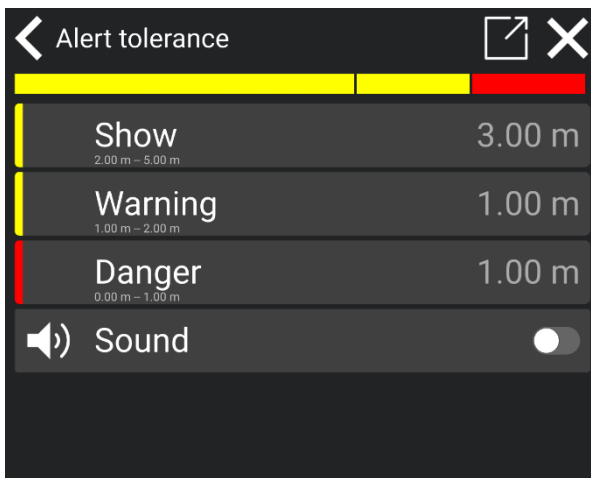 Alert tolerance
Show 3.00 m
2.00 m – 5.00 m
Warning 1.00 m
1.00 m – 2.00 m
Danger 1.00 m
0.00 m – 1.00 m
Sound